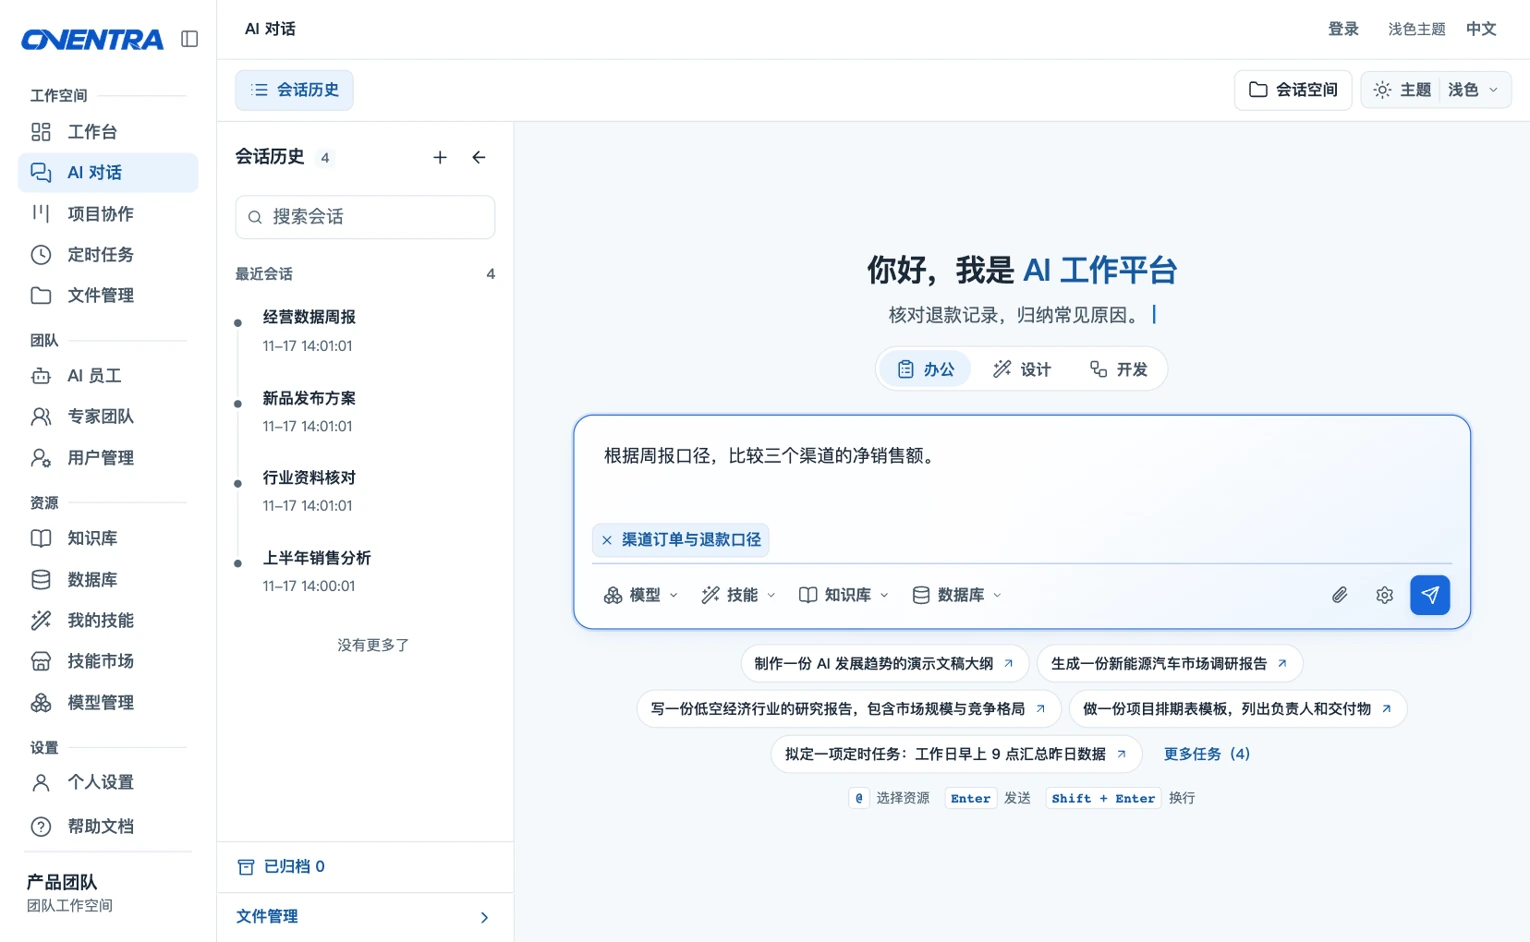 ONENTRA
工作空间
工作台
AI 对话
项目协作
定时任务
文件管理
团队
AI 员工
专家团队
用户管理
资源
知识库
数据库
我的技能
技能市场
模型管理
设置
个人设置
帮助文档
产品团队
团队工作空间
AI 对话
登录 浅色主题 中文
会话历史
会话空间
主题 浅色
会话历史 4
搜索会话
最近会话 4
经营数据周报
11-17 14:01:01
新品发布方案
11-17 14:01:01
行业资料核对
11-17 14:01:01
上半年销售分析
11-17 14:00:01
没有更多了
已归档 0
文件管理
你好，我是 AI 工作平台
核对退款记录，归纳常见原因。
办公 设计 开发
根据周报口径，比较三个渠道的净销售额。
渠道订单与退款口径
模型 技能 知识库 数据库
制作一份 AI 发展趋势的演示文稿大纲
生成一份新能源汽车市场调研报告
写一份低空经济行业的研究报告，包含市场规模与竞争格局
做一份项目排期表模板，列出负责人和交付物
拟定一项定时任务：工作日早上 9 点汇总昨日数据
更多任务（4）
@ 选择资源 Enter 发送 Shift + Enter 换行